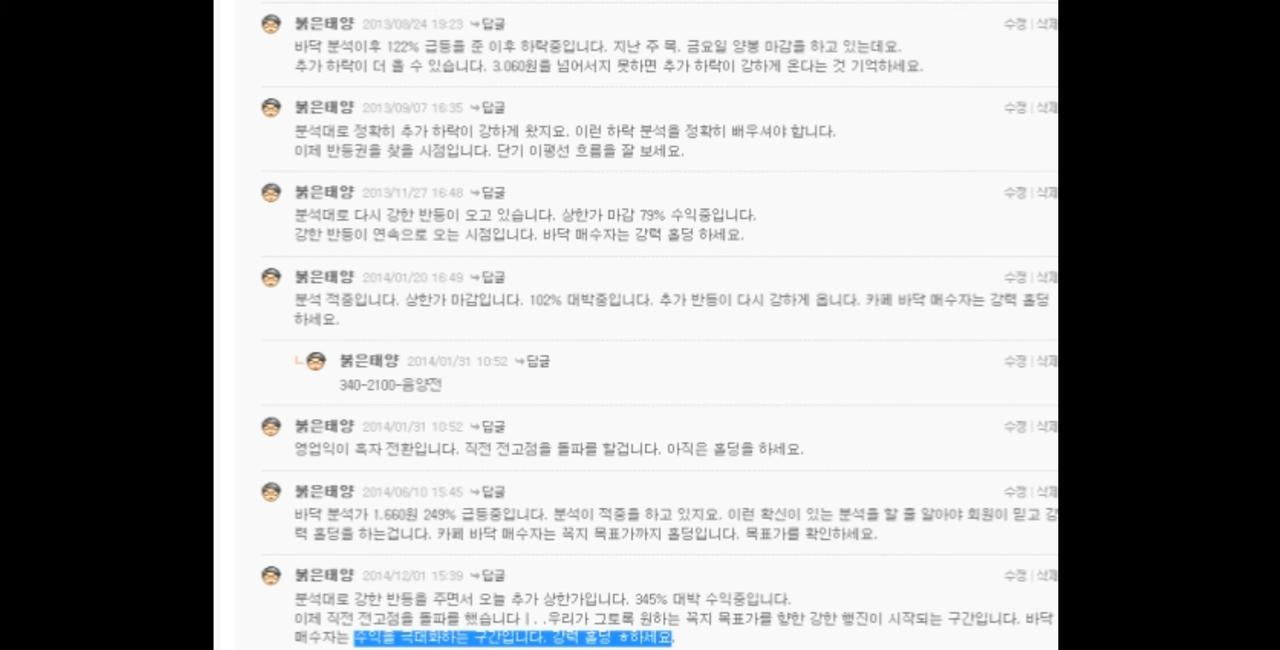 붉은태양 2013/08/24 19:23 답글 수정 | 삭제
바닥 분석이후 122% 급등을 준 이후 하락중입니다. 지난 주 목. 금요일 양봉 마감을 하고 있는데요.
추가 하락이 더 올 수 있습니다. 3.060원을 넘어서지 못하면 추가 하락이 강하게 온다는 것 기억하세요.
붉은태양 2013/09/07 16:35 답글 수정 | 삭제
분석대로 정확히 추가 하락이 강하게 왔지요. 이런 하락 분석을 정확히 배우셔야 합니다.
이제 반등권을 찾을 시점입니다. 단기 이평선 흐름을 잘 보세요.
붉은태양 2013/11/27 16:48 답글 수정 | 삭제
분석대로 다시 강한 반등이 오고 있습니다. 상한가 마감 79% 수익중입니다.
강한 반등이 연속으로 오는 시점입니다. 바닥 매수자는 강력 홀딩 하세요.
붉은태양 2014/01/20 16:49 답글 수정 | 삭제
분석 적중입니다. 상한가 마감입니다. 102% 대박중입니다. 추가 반등이 다시 강하게 옵니다. 카페 바닥 매수자는 강력 홀딩
하세요.
붉은태양 2014/01/31 10:52 답글 수정 | 삭제
340-2100-음양전
붉은태양 2014/01/31 10:52 답글 수정 | 삭제
영업익이 흑자 전환입니다. 직전 전고점을 돌파를 할겁니다. 아직은 홀딩을 하세요.
붉은태양 2014/06/10 15:45 답글 수정 | 삭제
바닥 분석가 1.660원 249% 급등중입니다. 분석이 적중을 하고 있지요. 이런 확신이 있는 분석을 할 줄 알아야 회원이 믿고 강
력 홀딩을 하는겁니다. 카페 바닥 매수자는 꼭지 목표가까지 홀딩입니다. 목표가를 확인하세요.
붉은태양 2014/12/01 15:39 답글 수정 | 삭제
분석대로 강한 반등을 주면서 오늘 추가 상한가입니다. 345% 대박 수익중입니다.
이제 직전 전고점을 돌파를 했습니다ㅣ. .우리가 그토록 원하는 꼭지 목표가를 향한 강한 행진이 시작되는 구간입니다. 바닥
매수자는 수익을 극대화하는 구간입니다. 강력 홀딩 ㅎ하세요.